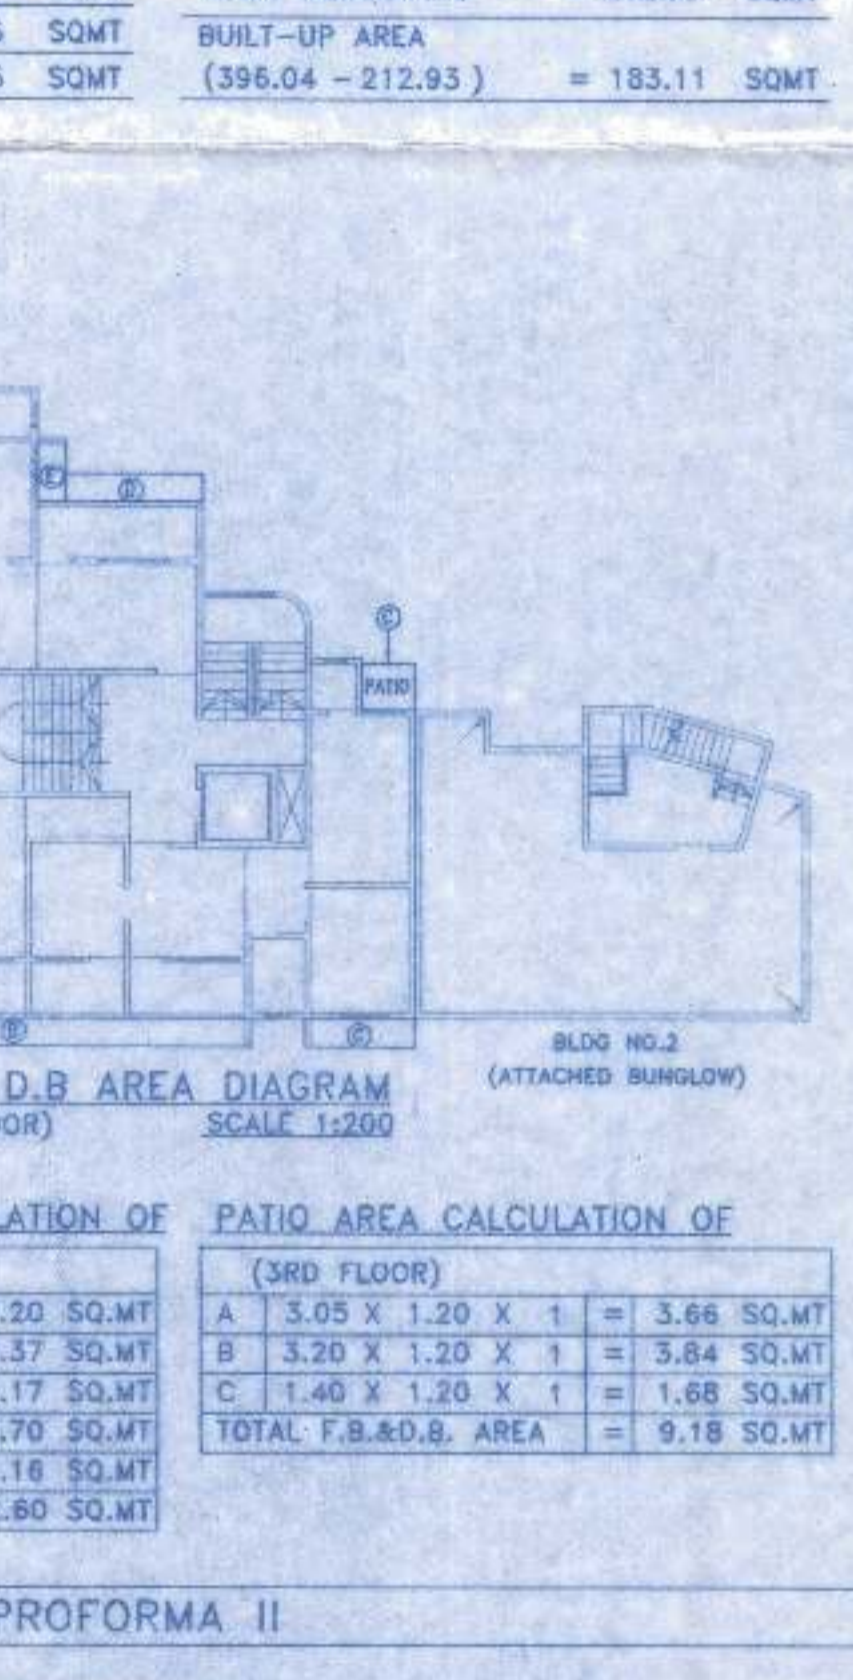 SQMT
BUILT-UP AREA
SQMT
(396.04 - 212.93) = 183.11 SQMT
E
D
C
PATIO
C
BLDG NO.2
(ATTACHED BUNGLOW)
D.B AREA DIAGRAM
OOR)
SCALE 1:200
LATION OF
PATIO AREA CALCULATION OF
(3RD FLOOR)
.20 SQ.MT
A 3.05 X 1.20 X 1 = 3.66 SQ.MT
.37 SQ.MT
B 3.20 X 1.20 X 1 = 3.84 SQ.MT
.17 SQ.MT
C 1.40 X 1.20 X 1 = 1.68 SQ.MT
.70 SQ.MT
TOTAL F.B.&D.B. AREA = 9.18 SQ.MT
.16 SQ.MT
.60 SQ.MT
PROFORMA II